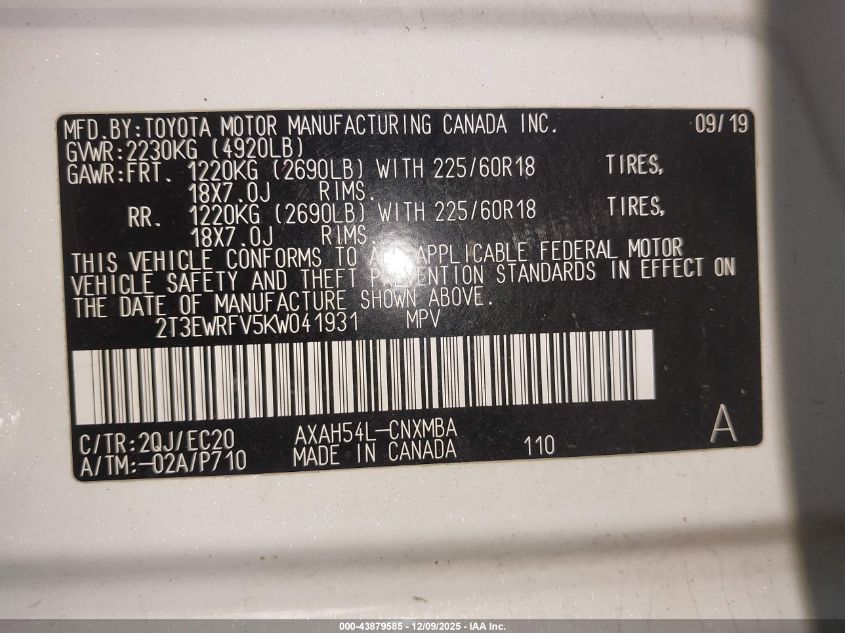 MFD.BY:TOYOTA MOTOR MANUFACTURING CANADA INC. 09/19
GVWR:2230KG (4920LB)
GAWR:FRT. 1220KG (2690LB) WITH 225/60R18 TIRES,
18X7.0J RIMS.
RR. 1220KG (2690LB) WITH 225/60R18 TIRES,
18X7.0J RIMS.
THIS VEHICLE CONFORMS TO ALL APPLICABLE FEDERAL MOTOR
VEHICLE SAFETY AND THEFT PREVENTION STANDARDS IN EFFECT ON
THE DATE OF MANUFACTURE SHOWN ABOVE.
2T3EWRFV5KW041931 MPV
C/TR:2QJ/EC20 AXAH54L-CNXMBA 110 A
A/TM:-02A/P710 MADE IN CANADA
000-43879585 - 12/09/2025 - IAA Inc.